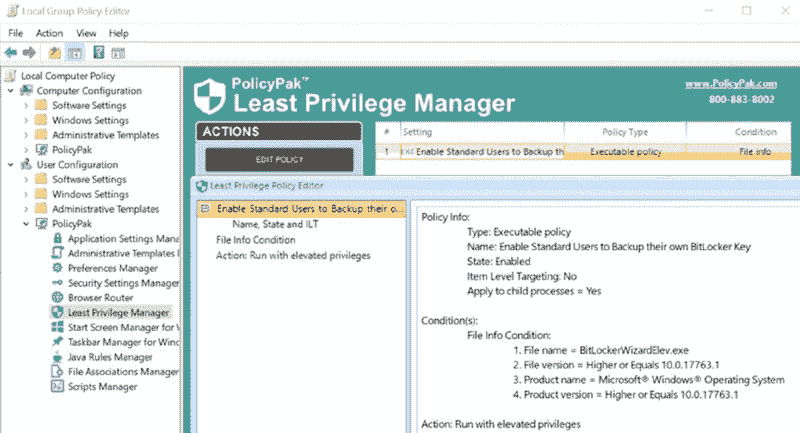 Local Group Policy Editor
File Action View Help
Local Computer Policy
Computer Configuration
Software Settings
Windows Settings
Administrative Templates
PolicyPak
User Configuration
Software Settings
Windows Settings
Administrative Templates
PolicyPak
Application Settings Mana
Administrative Templates
Preferences Manager
Security Settings Manager
Browser Router
Least Privilege Manager
Start Screen Manager for W
Taskbar Manager for Wind
Java Rules Manager
File Associations Manager
Scripts Manager
PolicyPak™
Least Privilege Manager
www.PolicyPak.com
800-883-8002
ACTIONS
EDIT POLICY
# Setting Policy Type Condition
1 Enable Standard Users to Backup th Executable policy File info
Least Privilege Policy Editor
Enable Standard Users to Backup their o...
Name, State and ILT
File Info Condition
Action: Run with elevated privileges
Policy Info:
Type: Executable policy
Name: Enable Standard Users to Backup their own BitLocker Key
State: Enabled
Item Level Targeting: No
Apply to child processes = Yes
Condition(s):
File Info Condition:
1. File name = BitLockerWizardElev.exe
2. File version = Higher or Equals 10.0.17763.1
3. Product name = Microsoft® Windows® Operating System
4. Product version = Higher or Equals 10.0.17763.1
Action: Run with elevated privileges